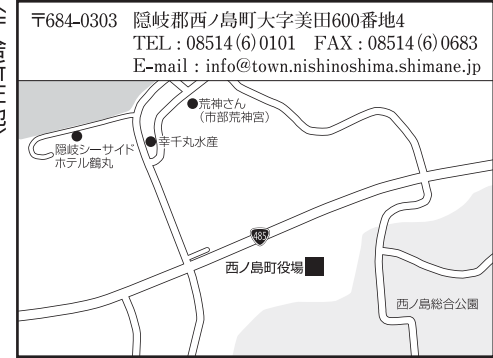 〒684-0303 隠岐郡西ノ島町大字美田600番地4
TEL：08514(6)0101 FAX：08514(6)0683
E-mail：info@town.nishinoshima.shimane.jp
荒神さん
（市部荒神宮）
幸千丸水産
隠岐シーサイド
ホテル鶴丸
485
西ノ島町役場
西ノ島総合公園